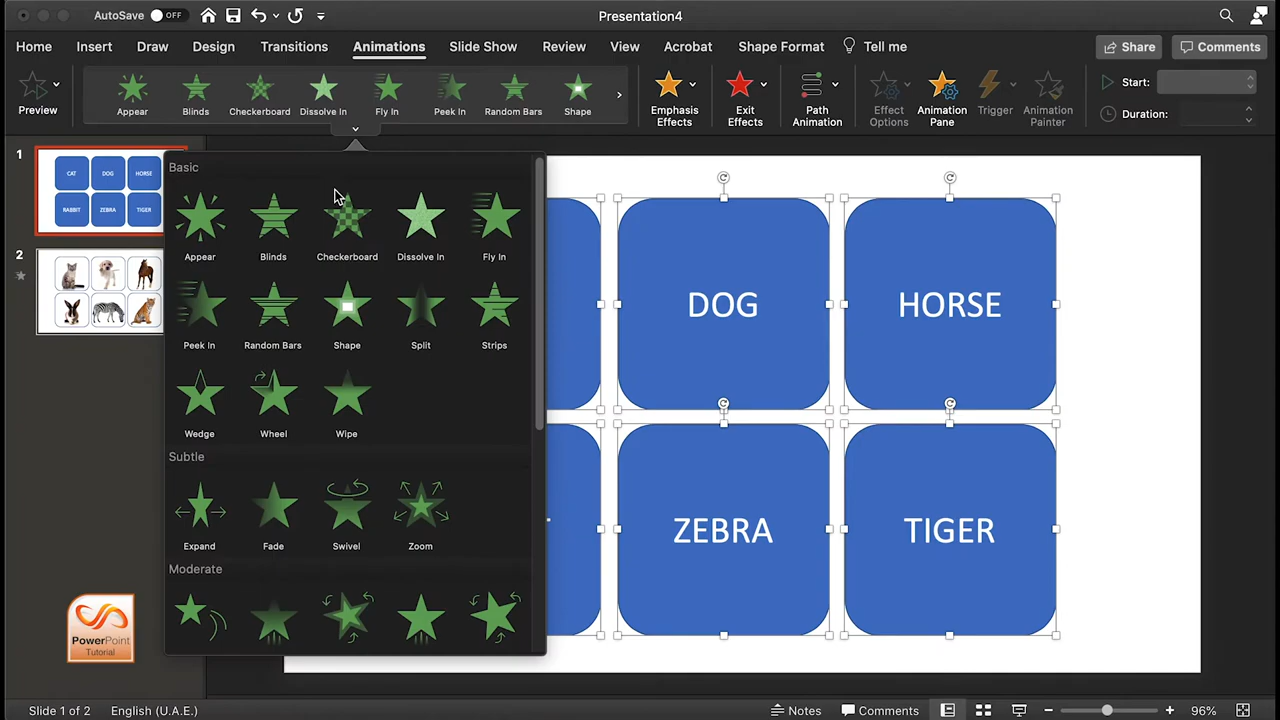 AutoSave OFF
Presentation4
Home Insert Draw Design Transitions Animations Slide Show Review View Acrobat Shape Format Tell me
Share Comments
Preview
Appear Blinds Checkerboard Dissolve In Fly In Peek In Random Bars Shape
Emphasis Effects
Exit Effects
Path Animation
Effect Options
Animation Pane
Trigger
Animation Painter
Start:
Duration:
1
CAT DOG HORSE
RABBIT ZEBRA TIGER
2
Basic
Appear Blinds Checkerboard Dissolve In Fly In
Peek In Random Bars Shape Split Strips
Wedge Wheel Wipe
Subtle
Expand Fade Swivel Zoom
Moderate
DOG HORSE
ZEBRA TIGER
PowerPoint
Tutorial
Slide 1 of 2 English (U.A.E.) Notes Comments 96%